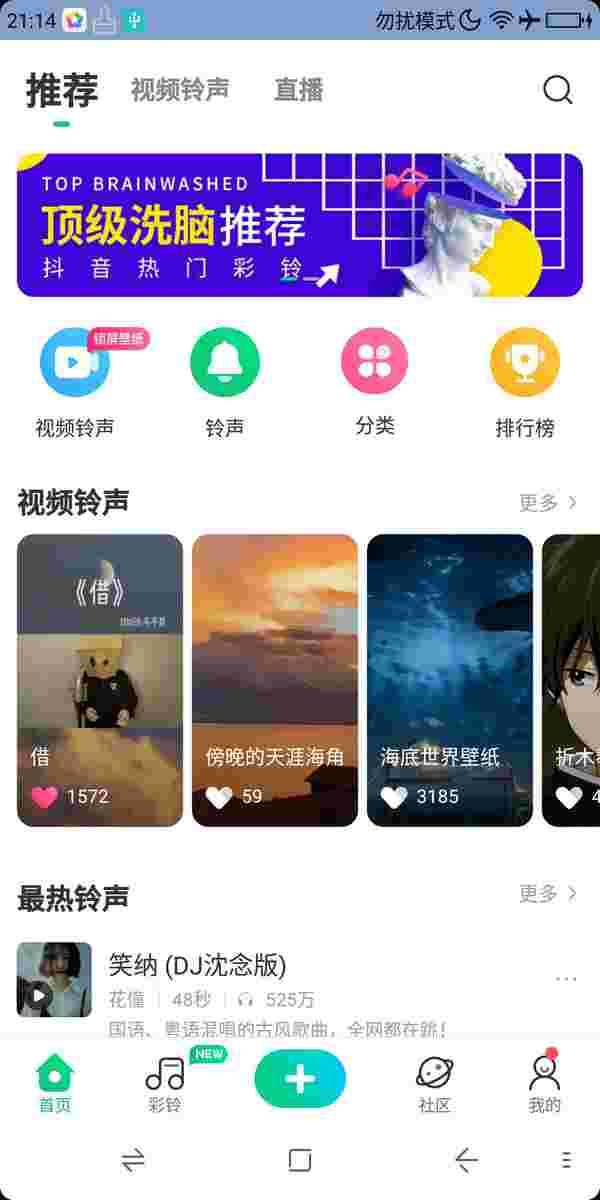 21:14 勿扰模式
推荐 视频铃声 直播
TOP BRAINWASHED
顶级洗脑推荐
抖音热门彩铃
锁屏壁纸
视频铃声 铃声 分类 排行榜
视频铃声 更多
《借》
借 傍晚的天涯海角 海底世界壁纸 折木
1572 59 3185 4
最热铃声 更多
笑纳 (DJ沈念版)
花僮 48秒 525万
国语、粤语混唱的古风歌曲，全网都在跳！
NEW
首页 彩铃 社区 我的